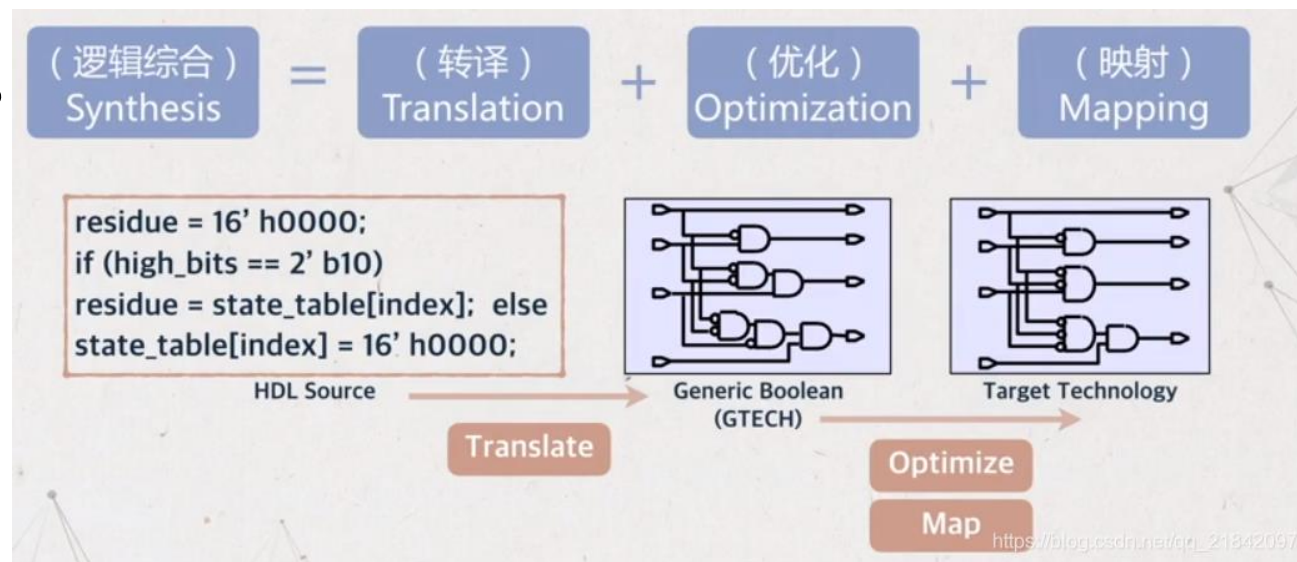 （逻辑综合）
Synthesis
=
（转译）
Translation
+
（优化）
Optimization
+
（映射）
Mapping
residue = 16’ h0000;
if (high_bits == 2’ b10)
residue = state_table[index]; else
state_table[index] = 16’ h0000;
HDL Source
Generic Boolean
(GTECH)
Target Technology
Translate
Optimize
Map
https://blog.csdn.net/qq_21842097